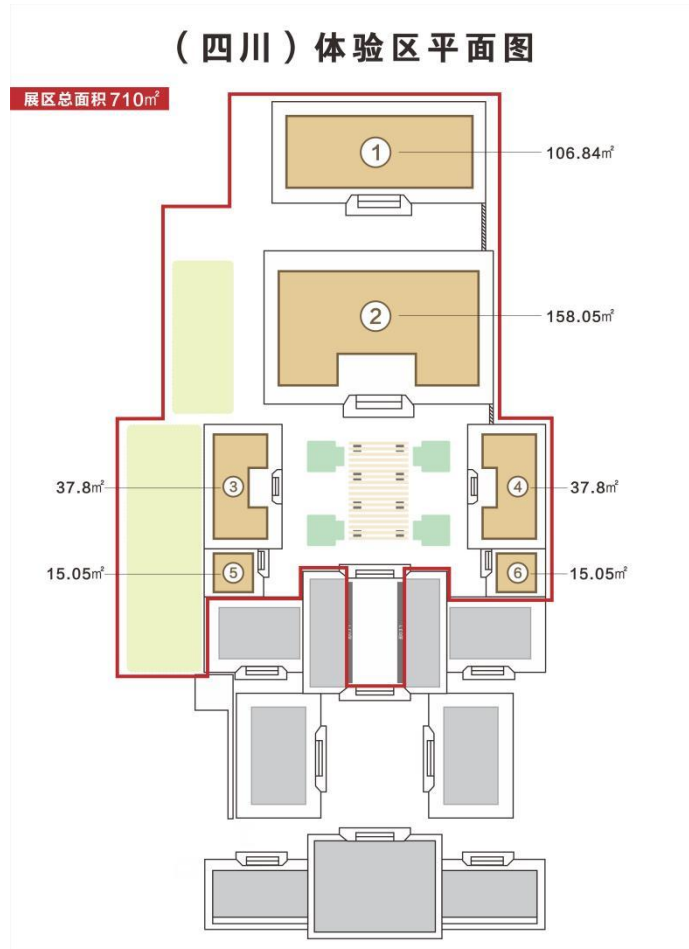 （四川）体验区平面图
展区总面积710㎡
① 106.84㎡
② 158.05㎡
37.8㎡ ③ ④ 37.8㎡
15.05㎡ ⑤ ⑥ 15.05㎡